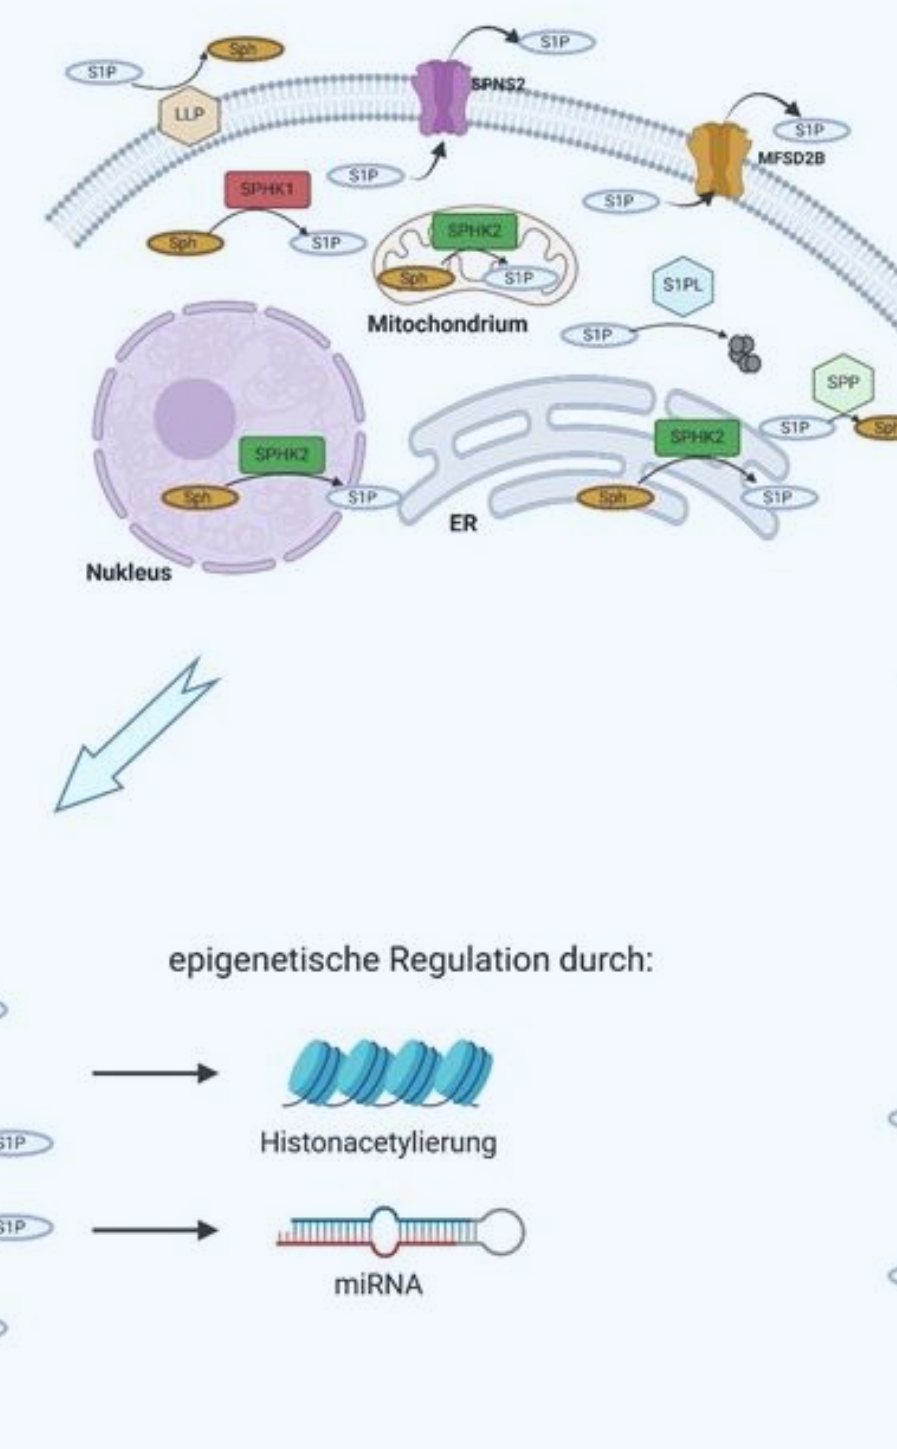 Sph
S1P
S1P
SPNS2
LLP
S1P
MFSD2B
S1P
SPHK1
S1P
Sph
S1P
SPHK2
Sph
S1P
S1PL
Mitochondrium
S1P
SPP
S1P
Sph
SPHK2
SPHK2
Sph
S1P
Sph
S1P
ER
Nukleus
epigenetische Regulation durch:
Histonacetylierung
S1P
S1P
miRNA